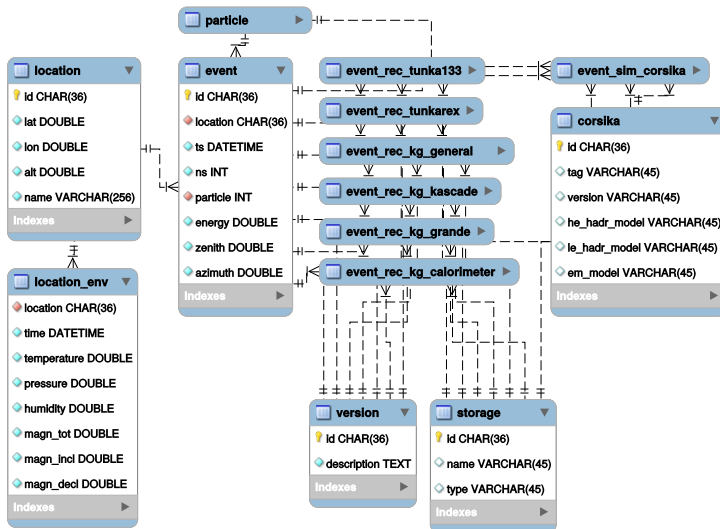 particle
location
id CHAR(36)
lat DOUBLE
lon DOUBLE
alt DOUBLE
name VARCHAR(256)
Indexes
location_env
location CHAR(36)
time DATETIME
temperature DOUBLE
pressure DOUBLE
humidity DOUBLE
magn_tot DOUBLE
magn_incl DOUBLE
magn_decl DOUBLE
Indexes
event
id CHAR(36)
location CHAR(36)
ts DATETIME
ns INT
particle INT
energy DOUBLE
zenith DOUBLE
azimuth DOUBLE
Indexes
event_rec_tunka133
event_rec_tunkarex
event_rec_kg_general
event_rec_kg_kascade
event_rec_kg_grande
event_rec_kg_calorimeter
event_sim_corsika
corsika
id CHAR(36)
tag VARCHAR(45)
version VARCHAR(45)
he_hadr_model VARCHAR(45)
le_hadr_model VARCHAR(45)
em_model VARCHAR(45)
Indexes
version
id CHAR(36)
description TEXT
Indexes
storage
id CHAR(36)
name VARCHAR(45)
type VARCHAR(45)
Indexes